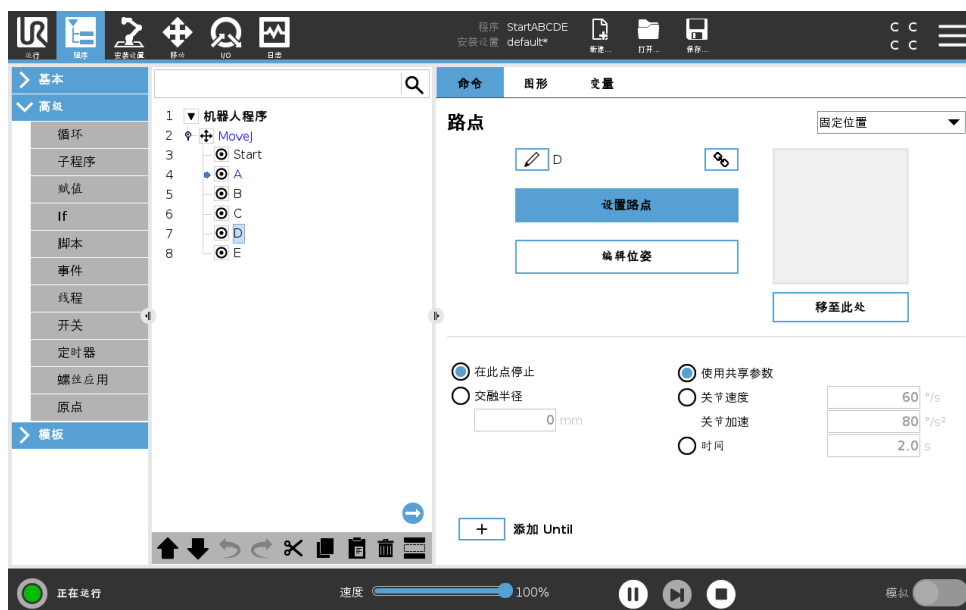 UR
运行
程序
安装设置
移动
I/O
日志
程序 StartABCDE
安装设置 default*
新建...
打开...
保存...
C C
C C
基本
高级
循环
子程序
赋值
If
脚本
事件
线程
开关
定时器
螺丝应用
原点
模板
1 机器人程序
2 MoveJ
3 Start
4 A
5 B
6 C
7 D
8 E
命令 图形 变量
路点
固定位置
D
设置路点
编辑位姿
移至此处
在此点停止
交融半径
0 mm
使用共享参数
关节速度 60 °/s
关节加速 80 °/s²
时间 2.0 s
+ 添加 Until
正在运行
速度 100%
模拟